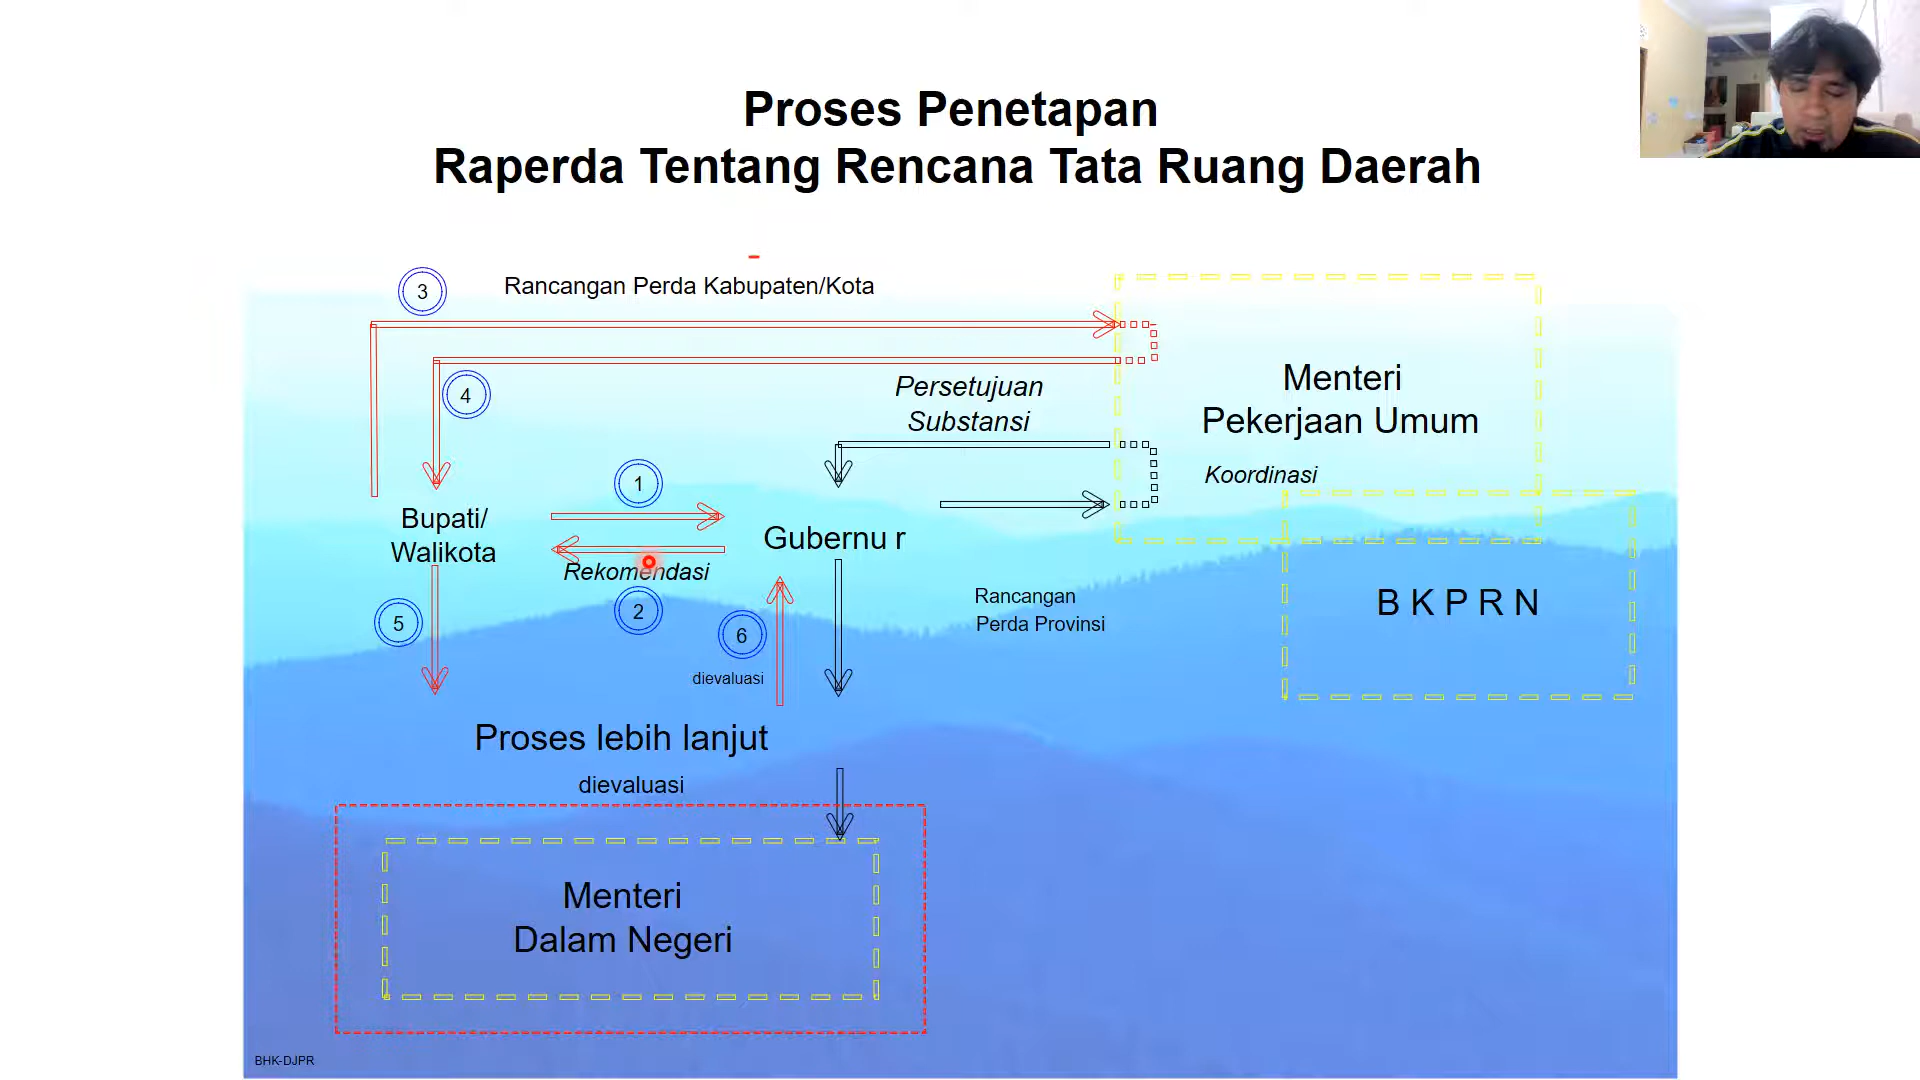 Proses Penetapan
Raperda Tentang Rencana Tata Ruang Daerah
3
Rancangan Perda Kabupaten/Kota
4
Persetujuan
Substansi
Menteri
Pekerjaan Umum
Koordinasi
1
Bupati/
Walikota
Gubernu r
Rekomendasi
2
5
6
dievaluasi
Rancangan
Perda Provinsi
B K P R N
Proses lebih lanjut
dievaluasi
Menteri
Dalam Negeri
BHK-DJPR